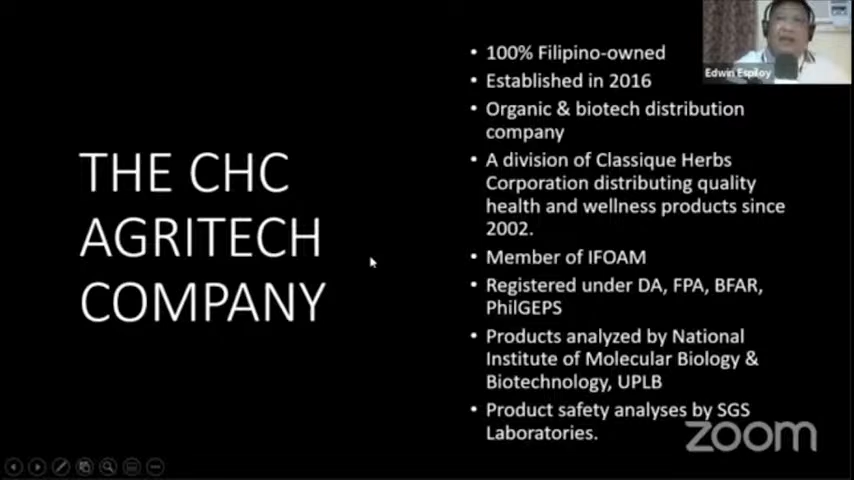 THE CHC
AGRITECH
COMPANY
• 100% Filipino-owned
• Established in 2016
• Organic & biotech distribution
company
• A division of Classique Herbs
Corporation distributing quality
health and wellness products since
2002.
• Member of IFOAM
• Registered under DA, FPA, BFAR,
PhilGEPS
• Products analyzed by National
Institute of Molecular Biology &
Biotechnology, UPLB
• Product safety analyses by SGS
Laboratories.
Edwin Espiloy
zoom